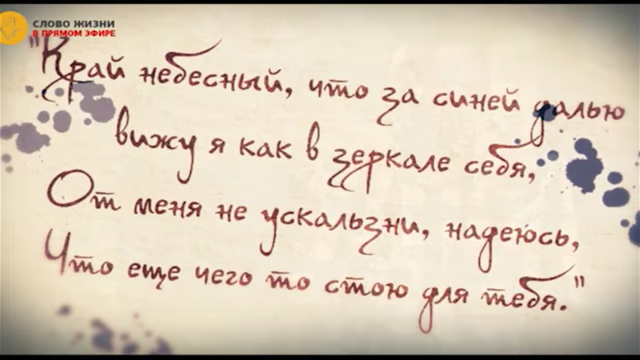 СЛОВО ЖИЗНИ
В ПРЯМОМ ЭФИРЕ
"Край небесный, что за синей далью
вижу я как в зеркале себя,
От меня не ускальзни, надеюсь,
Что еще чего то стою для тебя."